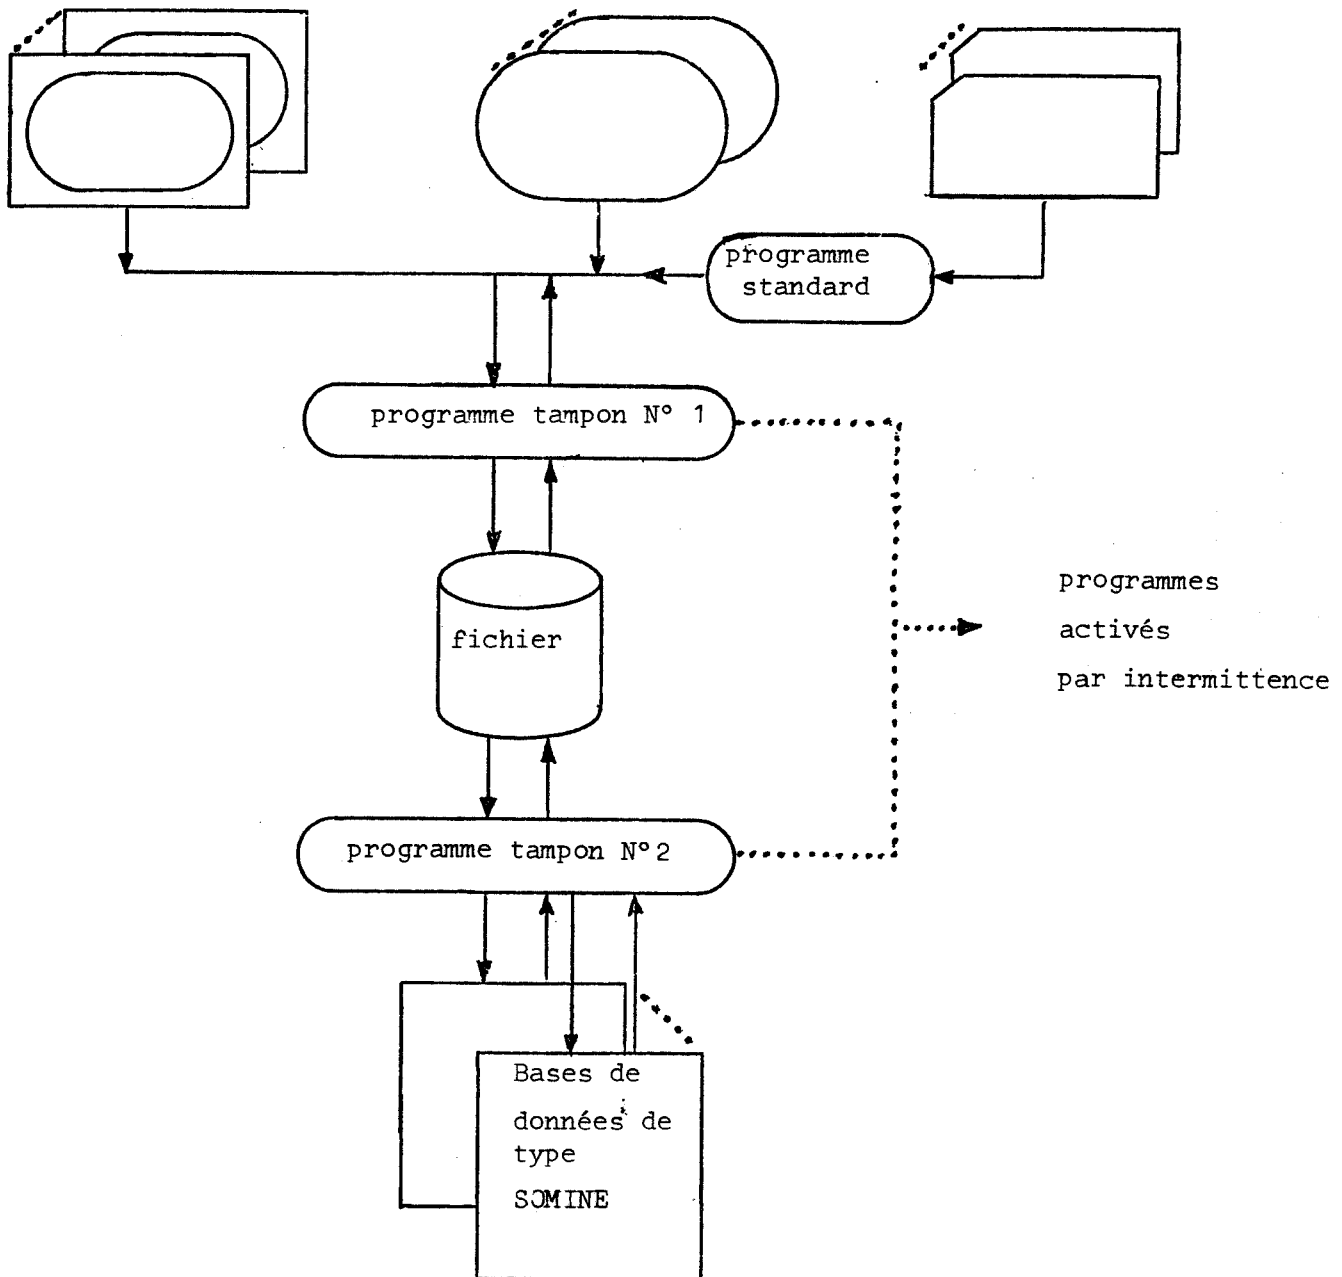 programme
standard
programme tampon N° 1
fichier
programmes
activés
par intermittence
programme tampon N°2
Bases de
données de
type
SOMINE